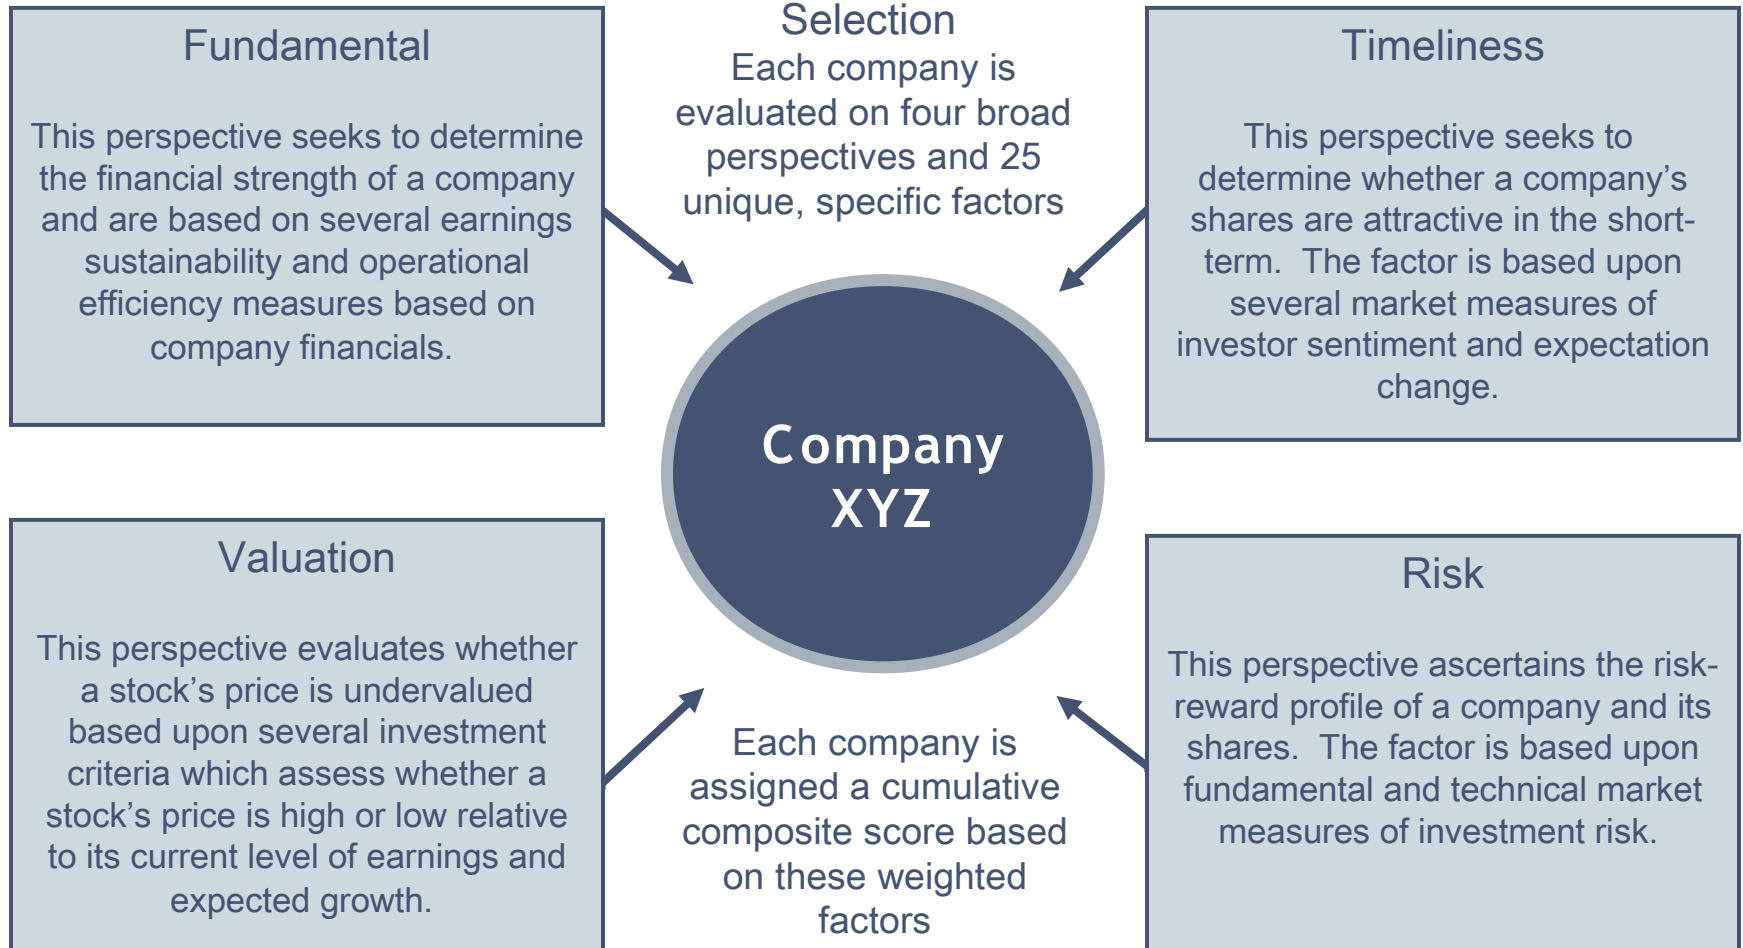 Fundamental
This perspective seeks to determine
the financial strength of a company
and are based on several earnings
sustainability and operational
efficiency measures based on
company financials.
Selection
Each company is
evaluated on four broad
perspectives and 25
unique, specific factors
Timeliness
This perspective seeks to
determine whether a company’s
shares are attractive in the short-
term.  The factor is based upon
several market measures of
investor sentiment and expectation
change.
Company
XYZ
Valuation
This perspective evaluates whether
a stock’s price is undervalued
based upon several investment
criteria which assess whether a
stock’s price is high or low relative
to its current level of earnings and
expected growth.
Each company is
assigned a cumulative
composite score based
on these weighted
factors
Risk
This perspective ascertains the risk-
reward profile of a company and its
shares.  The factor is based upon
fundamental and technical market
measures of investment risk.